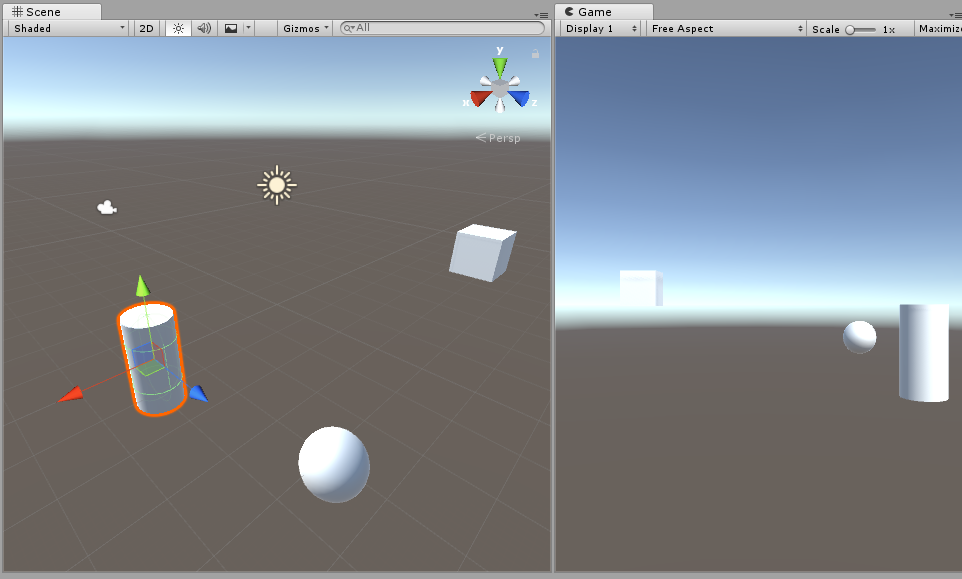 Scene
Shaded
2D
Gizmos
All
y
x
z
Persp
Game
Display 1
Free Aspect
Scale
1x
Maximize